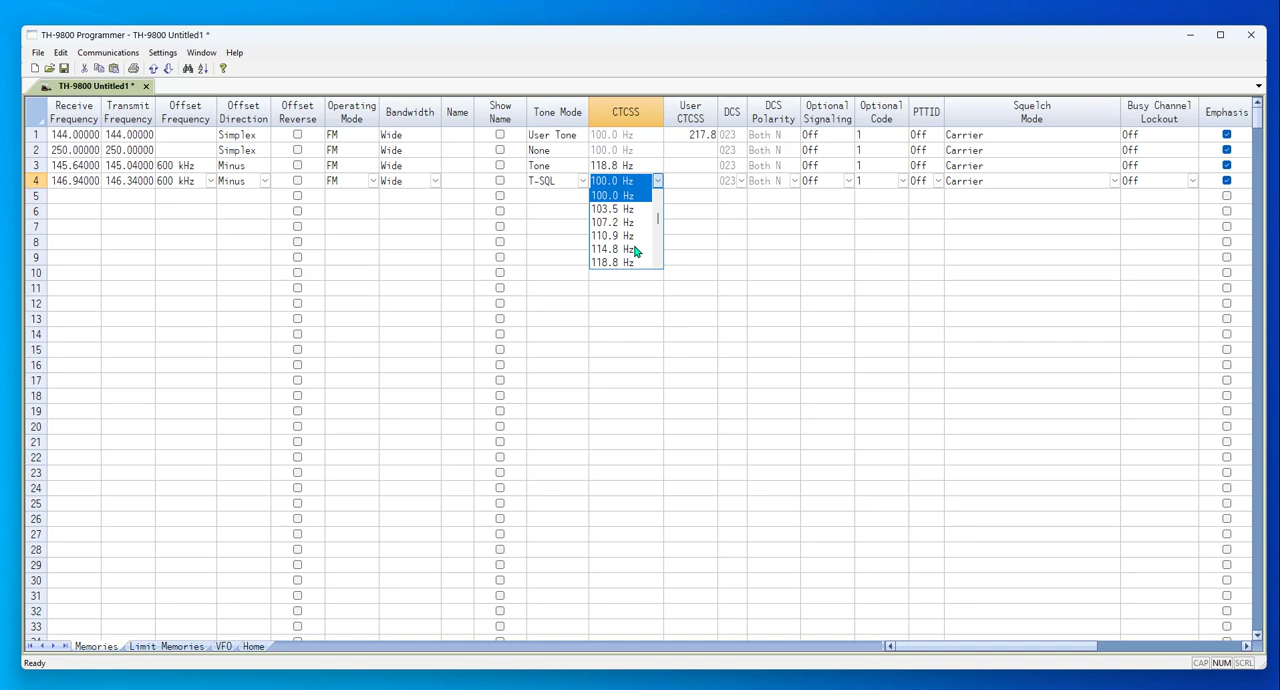 TH-9800 Programmer - TH-9800 Untitled1 *
File Edit Communications Settings Window Help
TH-9800 Untitled1 *
Receive Frequency Transmit Frequency Offset Frequency Offset Direction Offset Reverse Operating Mode Bandwidth Name Show Name Tone Mode CTCSS User CTCSS DCS DCS Polarity Optional Signaling Optional Code PTTID Squelch Mode Busy Channel Lockout Emphasis
1 144.00000 144.00000 Simplex FM Wide User Tone 100.0 Hz 217.8 023 Both N Off 1 Off Carrier Off
2 250.00000 250.00000 Simplex FM Wide None 100.0 Hz 023 Both N Off 1 Off Carrier Off
3 145.64000 145.04000 600 kHz Minus FM Wide Tone 118.8 Hz 023 Both N Off 1 Off Carrier Off
4 146.94000 146.34000 600 kHz Minus FM Wide T-SQL 100.0 Hz 023 Both N Off 1 Off Carrier Off
5 100.0 Hz
6 103.5 Hz
7 107.2 Hz
8 110.9 Hz
9 114.8 Hz
118.8 Hz
10
11
12
13
14
15
16
17
18
19
20
21
22
23
24
25
26
27
28
29
30
31
32
33
Memories Limit Memories VFO Home
Ready CAP NUM SCRL